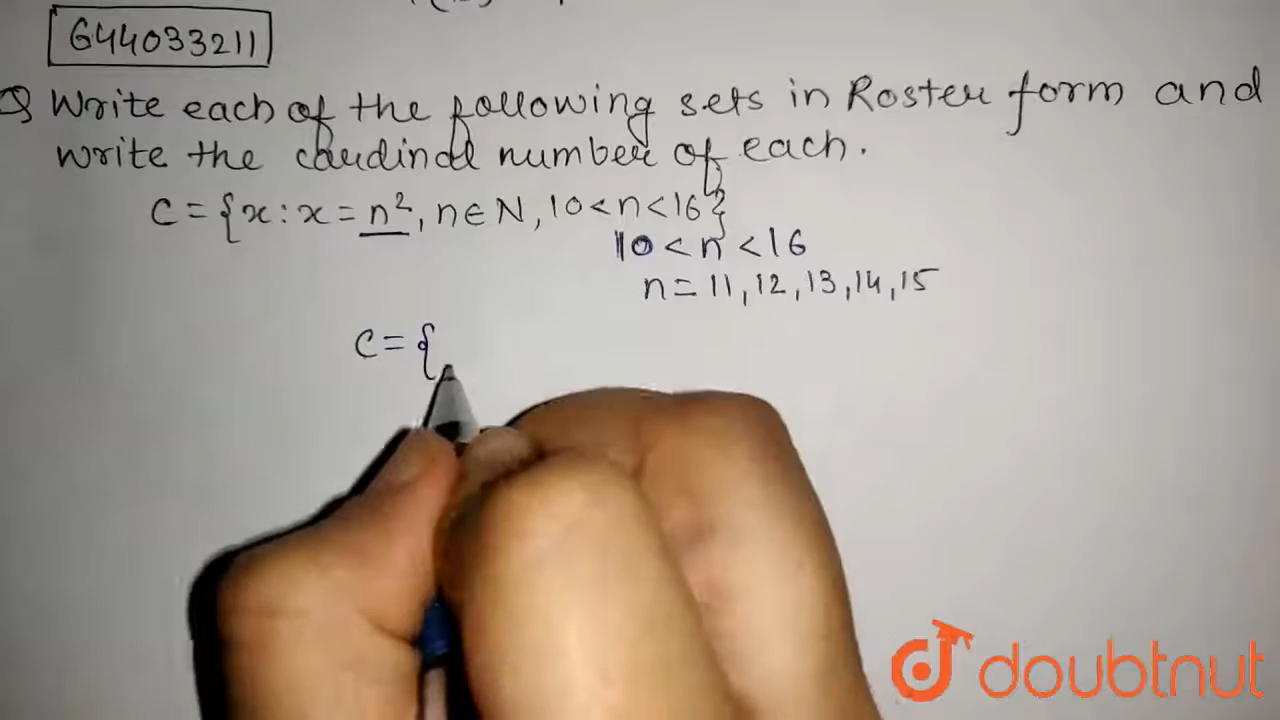 644033211
Q Write each of the following sets in Roster form and
write the cardinal number of each.
C = {x : x = n², n ∈ N, 10 < n < 16}
10 < n < 16
n = 11, 12, 13, 14, 15
C = {
doubtnut